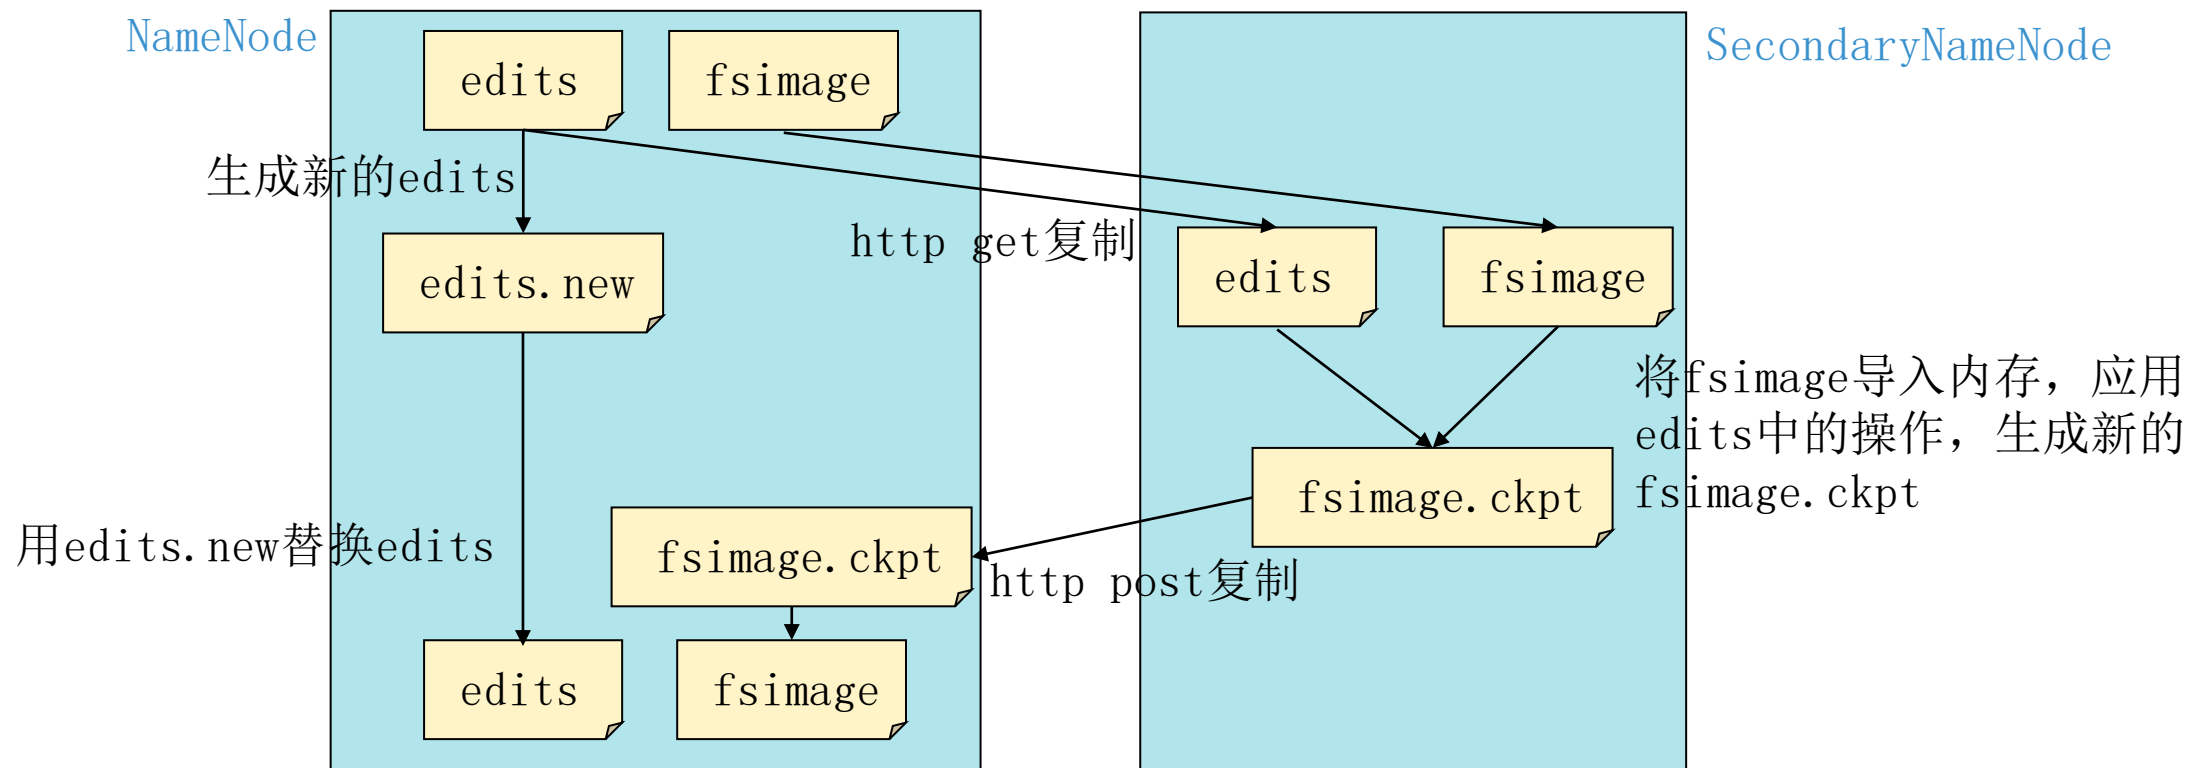 NameNode
SecondaryNameNode
edits
fsimage
生成新的edits
http get复制
edits.new
edits
fsimage
将fsimage导入内存，应用
edits中的操作，生成新的
fsimage.ckpt
fsimage.ckpt
用edits.new替换edits
fsimage.ckpt
http post复制
edits
fsimage